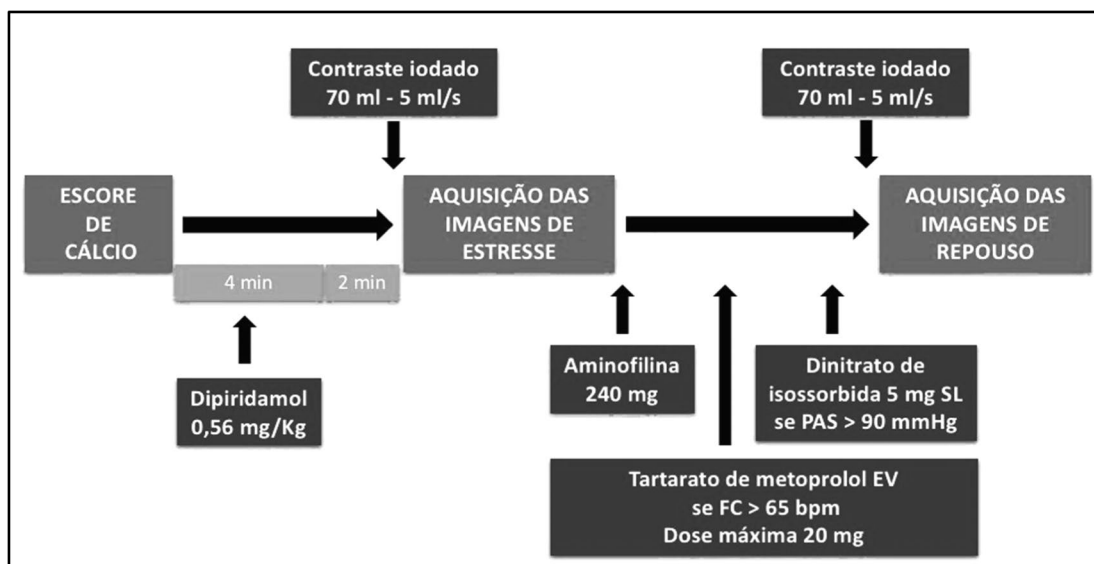 Contraste iodado
70 ml - 5 ml/s
Contraste iodado
70 ml - 5 ml/s
ESCORE
DE
CÁLCIO
AQUISIÇÃO DAS
IMAGENS DE
ESTRESSE
AQUISIÇÃO DAS
IMAGENS DE
REPOUSO
4 min
2 min
Dipiridamol
0,56 mg/Kg
Aminofilina
240 mg
Dinitrato de
isossorbida 5 mg SL
se PAS > 90 mmHg
Tartarato de metoprolol EV
se FC > 65 bpm
Dose máxima 20 mg